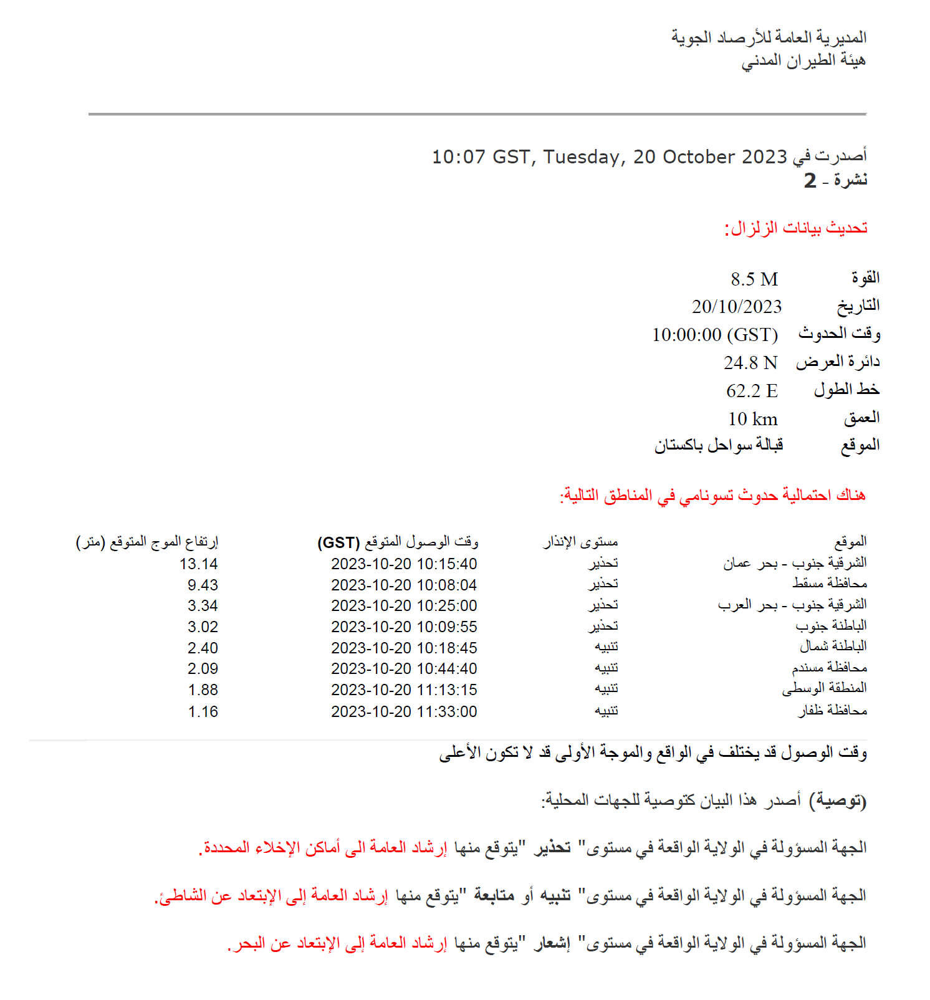 المديرية العامة للأرصاد الجوية
هيئة الطيران المدني
أصدرت في 10:07 GST, Tuesday, 20 October 2023
نشرة - 2
تحديث بيانات الزلزال:
القوة 8.5 M
التاريخ 20/10/2023
وقت الحدوث 10:00:00 (GST)
دائرة العرض 24.8 N
خط الطول 62.2 E
العمق 10 km
الموقع قبالة سواحل باكستان
هناك احتمالية حدوث تسونامي في المناطق التالية:
الموقع مستوى الإنذار وقت الوصول المتوقع (GST) إرتفاع الموج المتوقع (متر)
الشرقية جنوب - بحر عمان تحذير 2023-10-20 10:15:40 13.14
محافظة مسقط تحذير 2023-10-20 10:08:04 9.43
الشرقية جنوب - بحر العرب تحذير 2023-10-20 10:25:00 3.34
الباطنة جنوب تحذير 2023-10-20 10:09:55 3.02
الباطنة شمال تنبيه 2023-10-20 10:18:45 2.40
محافظة مسندم تنبيه 2023-10-20 10:44:40 2.09
المنطقة الوسطى تنبيه 2023-10-20 11:13:15 1.88
محافظة ظفار تنبيه 2023-10-20 11:33:00 1.16
وقت الوصول قد يختلف في الواقع والموجة الأولى قد لا تكون الأعلى
(توصية) أصدر هذا البيان كتوصية للجهات المحلية:
الجهة المسؤولة في الولاية الواقعة في مستوى" تحذير "يتوقع منها إرشاد العامة الى أماكن الإخلاء المحددة.
الجهة المسؤولة في الولاية الواقعة في مستوى" تنبيه أو متابعة "يتوقع منها إرشاد العامة إلى الإبتعاد عن الشاطئ.
الجهة المسؤولة في الولاية الواقعة في مستوى" إشعار "يتوقع منها إرشاد العامة إلى الإبتعاد عن البحر.